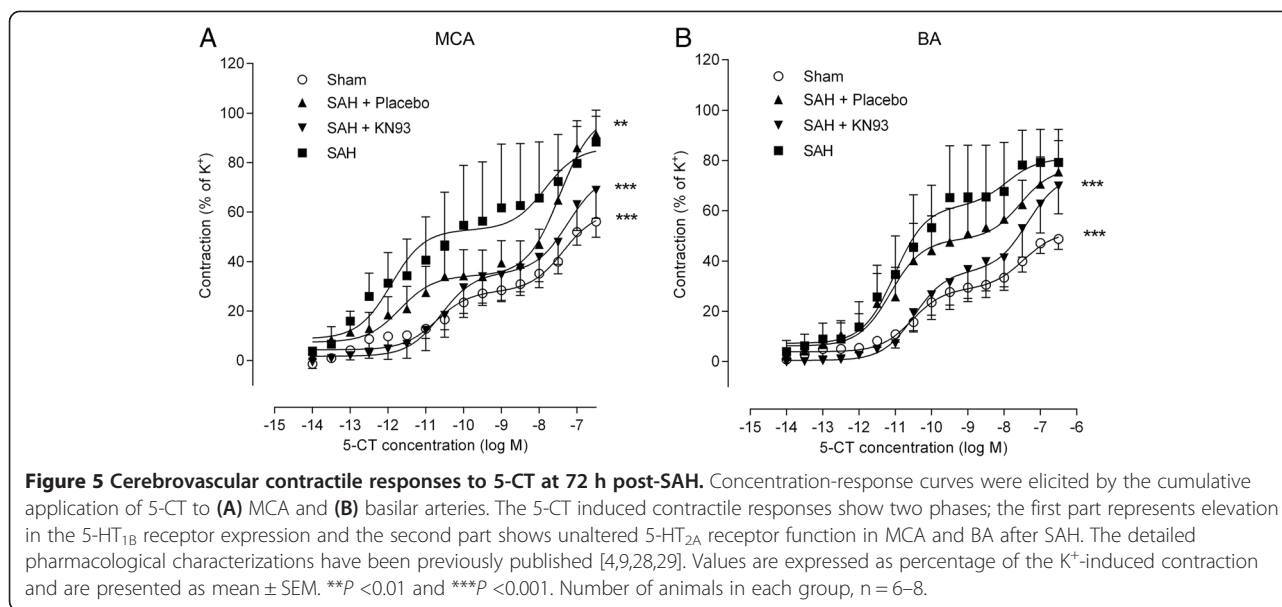 A
MCA
B
BA
120
100
80
60
40
20
0
Contraction (% of K⁺)
Sham
SAH + Placebo
SAH + KN93
SAH
**
***
***
-15 -14 -13 -12 -11 -10 -9 -8 -7
5-CT concentration (log M)
120
100
80
60
40
20
0
Contraction (% of K⁺)
Sham
SAH + Placebo
SAH + KN93
SAH
***
***
-15 -14 -13 -12 -11 -10 -9 -8 -7 -6
5-CT concentration (log M)
Figure 5 Cerebrovascular contractile responses to 5-CT at 72 h post-SAH. Concentration-response curves were elicited by the cumulative
application of 5-CT to (A) MCA and (B) basilar arteries. The 5-CT induced contractile responses show two phases; the first part represents elevation
in the 5-HT1B receptor expression and the second part shows unaltered 5-HT2A receptor function in MCA and BA after SAH. The detailed
pharmacological characterizations have been previously published [4,9,28,29]. Values are expressed as percentage of the K⁺-induced contraction
and are presented as mean ± SEM. **P <0.01 and ***P <0.001. Number of animals in each group, n = 6–8.